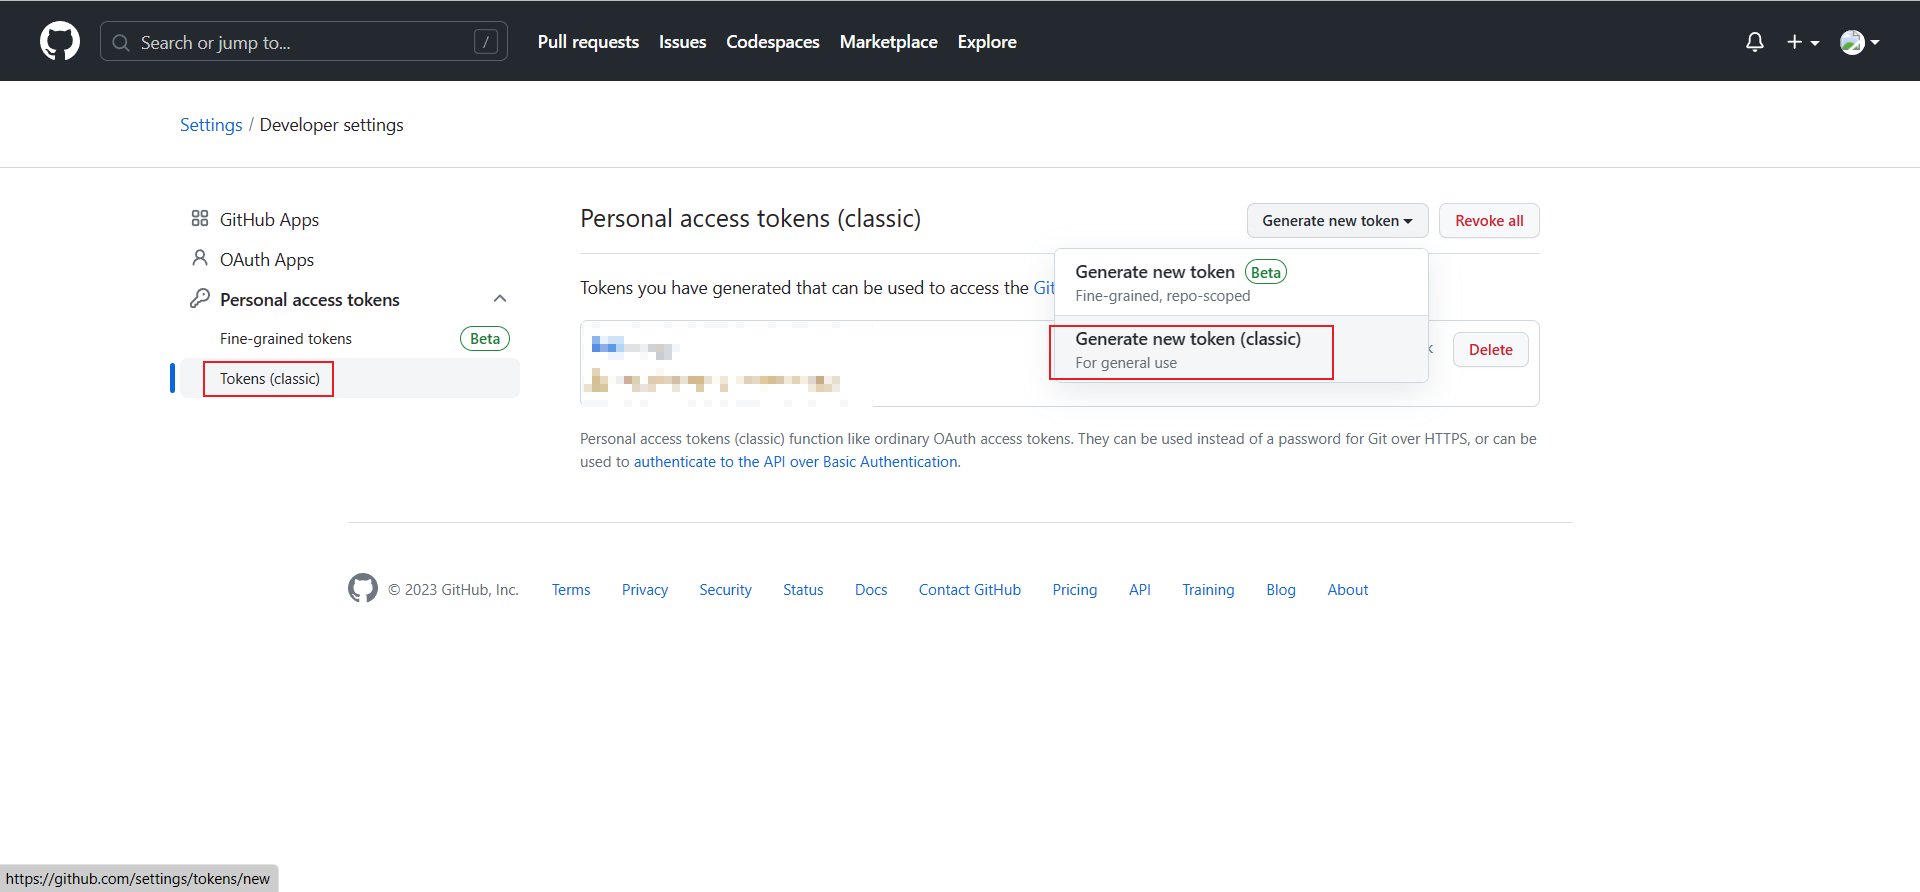 Search or jump to...
/
Pull requests
Issues
Codespaces
Marketplace
Explore
Settings / Developer settings
GitHub Apps
OAuth Apps
Personal access tokens
Fine-grained tokens
Beta
Tokens (classic)
Personal access tokens (classic)
Generate new token
Revoke all
Generate new token Beta
Fine-grained, repo-scoped
Generate new token (classic)
For general use
Tokens you have generated that can be used to access the Git
Delete
Personal access tokens (classic) function like ordinary OAuth access tokens. They can be used instead of a password for Git over HTTPS, or can be
used to authenticate to the API over Basic Authentication.
© 2023 GitHub, Inc.
Terms
Privacy
Security
Status
Docs
Contact GitHub
Pricing
API
Training
Blog
About
https://github.com/settings/tokens/new